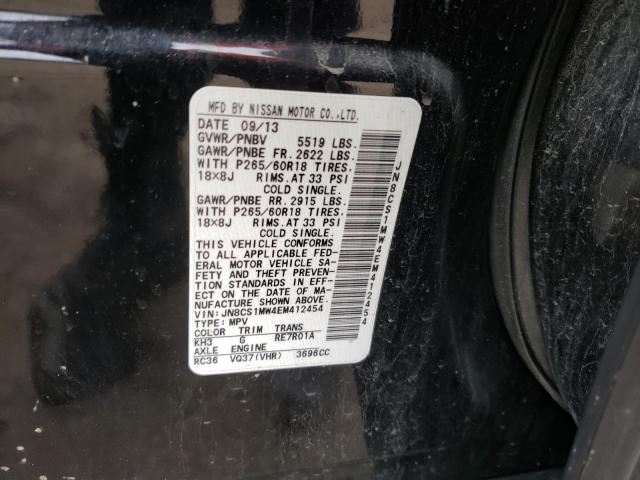 MFD BY NISSAN MOTOR CO.,LTD.
DATE 09/13
GVWR/PNBV 5519 LBS.
GAWR/PNBE FR. 2622 LBS.
WITH P265/60R18 TIRES,
18×8J RIMS,AT 33 PSI
COLD SINGLE.
GAWR/PNBE RR. 2915 LBS.
WITH P265/60R18 TIRES,
18×8J RIMS,AT 33 PSI
COLD SINGLE.
THIS VEHICLE CONFORMS
TO ALL APPLICABLE FED-
ERAL MOTOR VEHICLE SA-
FETY AND THEFT PREVEN-
TION STANDARDS IN EFF-
ECT ON THE DATE OF MA-
NUFACTURE SHOWN ABOVE.
VIN: JN8CS1MW4EM412454
TYPE: MPV
COLOR TRIM TRANS
KH3 G RE7R01A
AXLE ENGINE
RC36 VQ37(VHR) 3696CC
JN8CS1MW4EM412454